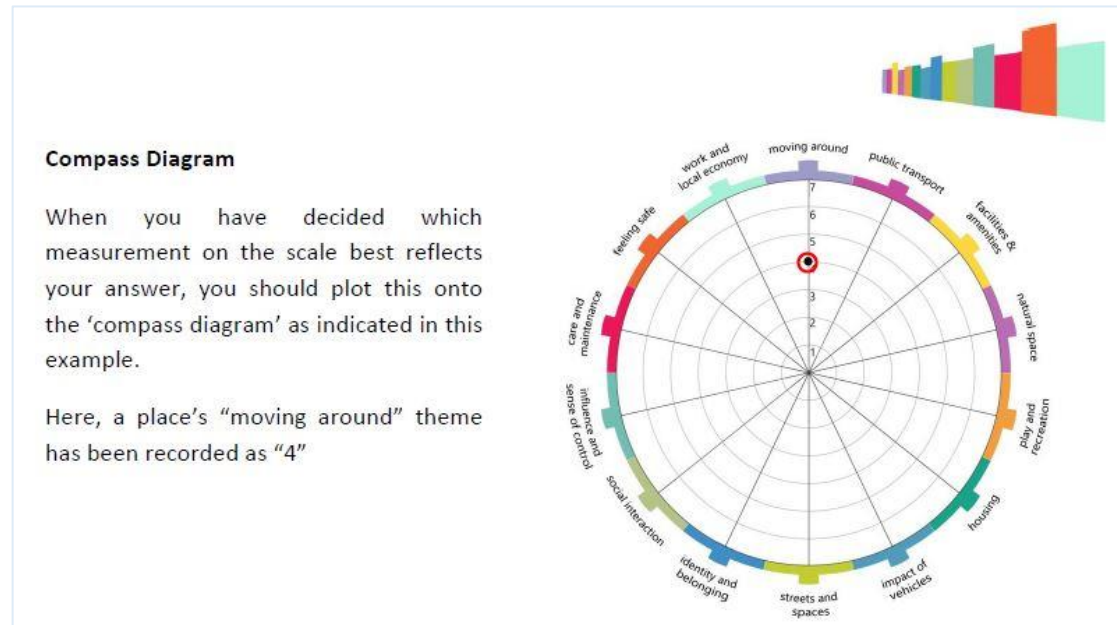 Compass Diagram
When you have decided which
measurement on the scale best reflects
your answer, you should plot this onto
the ‘compass diagram’ as indicated in this
example.
Here, a place’s “moving around” theme
has been recorded as “4”
moving around
public transport
facilities &
amenities
natural space
play and
recreation
housing
impact of
vehicles
streets and
spaces
identity and
belonging
social interaction
influence and
sense of control
care and
maintenance
feeling safe
work and
local economy
7
6
5
3
2
1